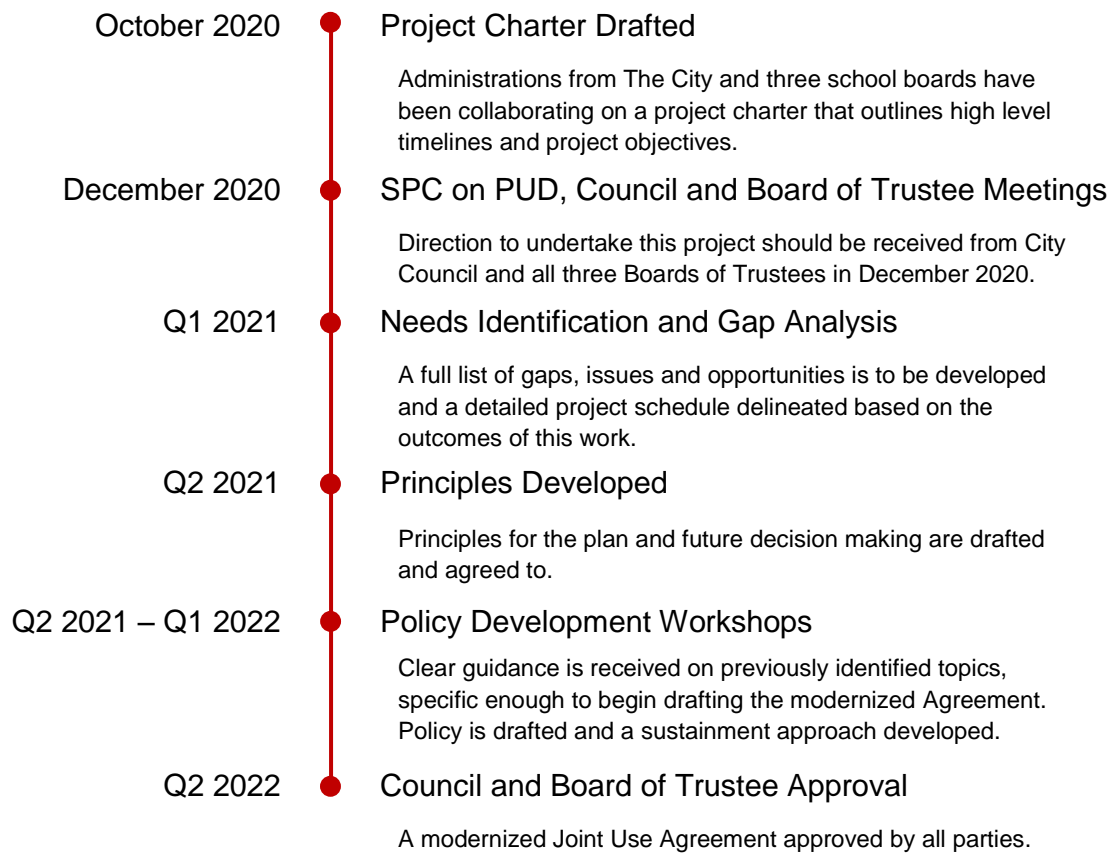 October 2020
Project Charter Drafted
Administrations from The City and three school boards have
been collaborating on a project charter that outlines high level
timelines and project objectives.
December 2020
SPC on PUD, Council and Board of Trustee Meetings
Direction to undertake this project should be received from City
Council and all three Boards of Trustees in December 2020.
Q1 2021
Needs Identification and Gap Analysis
A full list of gaps, issues and opportunities is to be developed
and a detailed project schedule delineated based on the
outcomes of this work.
Q2 2021
Principles Developed
Principles for the plan and future decision making are drafted
and agreed to.
Q2 2021 – Q1 2022
Policy Development Workshops
Clear guidance is received on previously identified topics,
specific enough to begin drafting the modernized Agreement.
Policy is drafted and a sustainment approach developed.
Q2 2022
Council and Board of Trustee Approval
A modernized Joint Use Agreement approved by all parties.